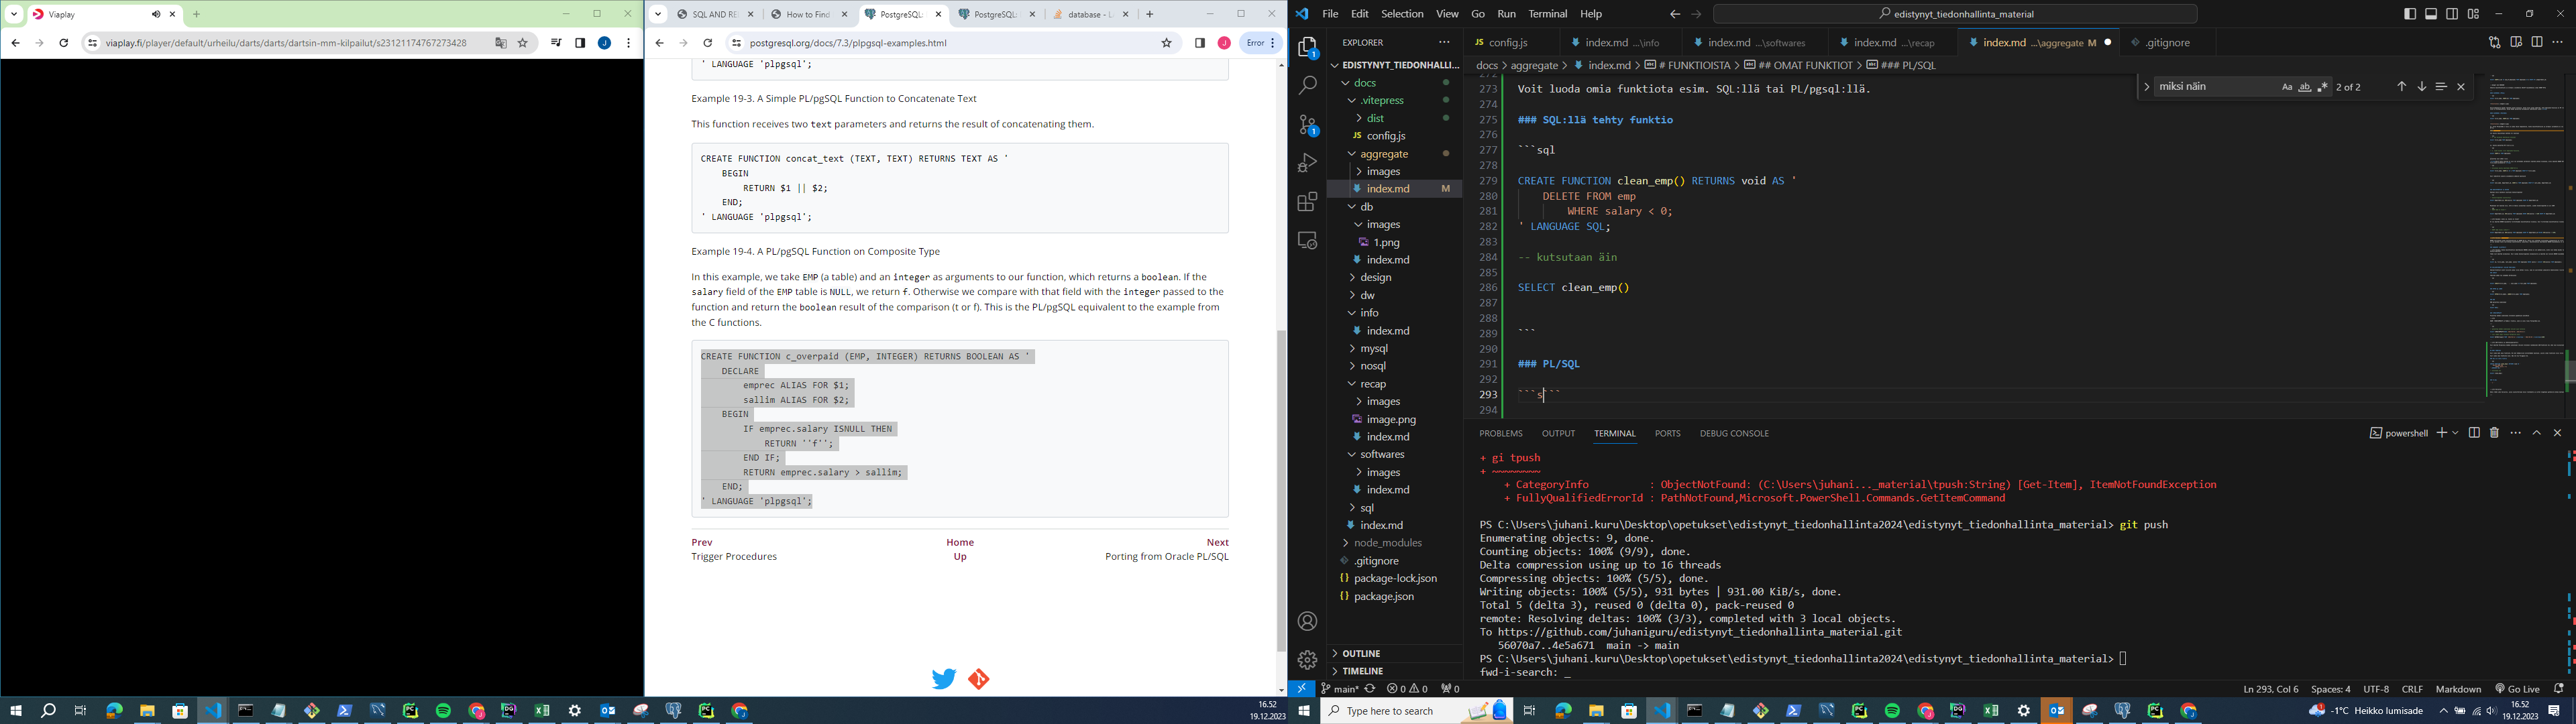 Viaplay
viaplay.fi/player/default/urheilu/darts/darts/dartsin-mm-kilpailut/s23121174767273428
SQL AND RE
How to Find
PostgreSQL:
PostgreSQL:
database - L
postgresql.org/docs/7.3/plpgsql-examples.html
Error
' LANGUAGE 'plpgsql';
Example 19-3. A Simple PL/pgSQL Function to Concatenate Text
This function receives two text parameters and returns the result of concatenating them.
CREATE FUNCTION concat_text (TEXT, TEXT) RETURNS TEXT AS '
BEGIN
RETURN $1 || $2;
END;
' LANGUAGE 'plpgsql';
Example 19-4. A PL/pgSQL Function on Composite Type
In this example, we take EMP (a table) and an integer as arguments to our function, which returns a boolean. If the
salary field of the EMP table is NULL, we return f. Otherwise we compare with that field with the integer passed to the
function and return the boolean result of the comparison (t or f). This is the PL/pgSQL equivalent to the example from
the C functions.
CREATE FUNCTION c_overpaid (EMP, INTEGER) RETURNS BOOLEAN AS '
DECLARE
emprec ALIAS FOR $1;
sallim ALIAS FOR $2;
BEGIN
IF emprec.salary ISNULL THEN
RETURN ''f'';
END IF;
RETURN emprec.salary > sallim;
END;
' LANGUAGE 'plpgsql';
Prev Home Next
Trigger Procedures Up Porting from Oracle PL/SQL
16.52
19.12.2023
File Edit Selection View Go Run Terminal Help
edistynyt_tiedonhallinta_material
EXPLORER
EDISTYNYT_TIEDONHALLI...
docs
.vitepress
dist
config.js
aggregate
images
index.md M
db
images
1.png
index.md
design
dw
info
index.md
mysql
nosql
recap
images
image.png
index.md
softwares
images
index.md
sql
index.md
node_modules
.gitignore
package-lock.json
package.json
OUTLINE
TIMELINE
config.js
index.md ...\info
index.md ...\softwares
index.md ...\recap
index.md ...\aggregate M
.gitignore
docs > aggregate > index.md > # FUNKTIOISTA > ## OMAT FUNKTIOT > ### PL/SQL
miksi näin
2 of 2
272
273 Voit luoda omia funktiota esim. SQL:llä tai PL/pgsql:llä.
274
275 ### SQL:llä tehty funktio
276
277 ```sql
278
279 CREATE FUNCTION clean_emp() RETURNS void AS '
280 DELETE FROM emp
281 WHERE salary < 0;
282 ' LANGUAGE SQL;
283
284 -- kutsutaan äin
285
286 SELECT clean_emp()
287
288
289 ```
290
291 ### PL/SQL
292
293 ```s```
294
PROBLEMS OUTPUT TERMINAL PORTS DEBUG CONSOLE
powershell
+ gi tpush
+ ~~~~~~~~
+ CategoryInfo : ObjectNotFound: (C:\Users\juhani..._material\tpush:String) [Get-Item], ItemNotFoundException
+ FullyQualifiedErrorId : PathNotFound,Microsoft.PowerShell.Commands.GetItemCommand
PS C:\Users\juhani.kuru\Desktop\opetukset\edistynyt_tiedonhallinta2024\edistynyt_tiedonhallinta_material> git push
Enumerating objects: 9, done.
Counting objects: 100% (9/9), done.
Delta compression using up to 16 threads
Compressing objects: 100% (5/5), done.
Writing objects: 100% (5/5), 931 bytes | 931.00 KiB/s, done.
Total 5 (delta 3), reused 0 (delta 0), pack-reused 0
remote: Resolving deltas: 100% (3/3), completed with 3 local objects.
To https://github.com/juhaniguru/edistynyt_tiedonhallinta_material.git
56070a7..4e5a671 main -> main
PS C:\Users\juhani.kuru\Desktop\opetukset\edistynyt_tiedonhallinta2024\edistynyt_tiedonhallinta_material>
fwd-i-search: _
main* 0 0 0
Ln 293, Col 6 Spaces: 4 UTF-8 CRLF Markdown Go Live
Type here to search
-1°C Heikko lumisade
16.52
19.12.2023